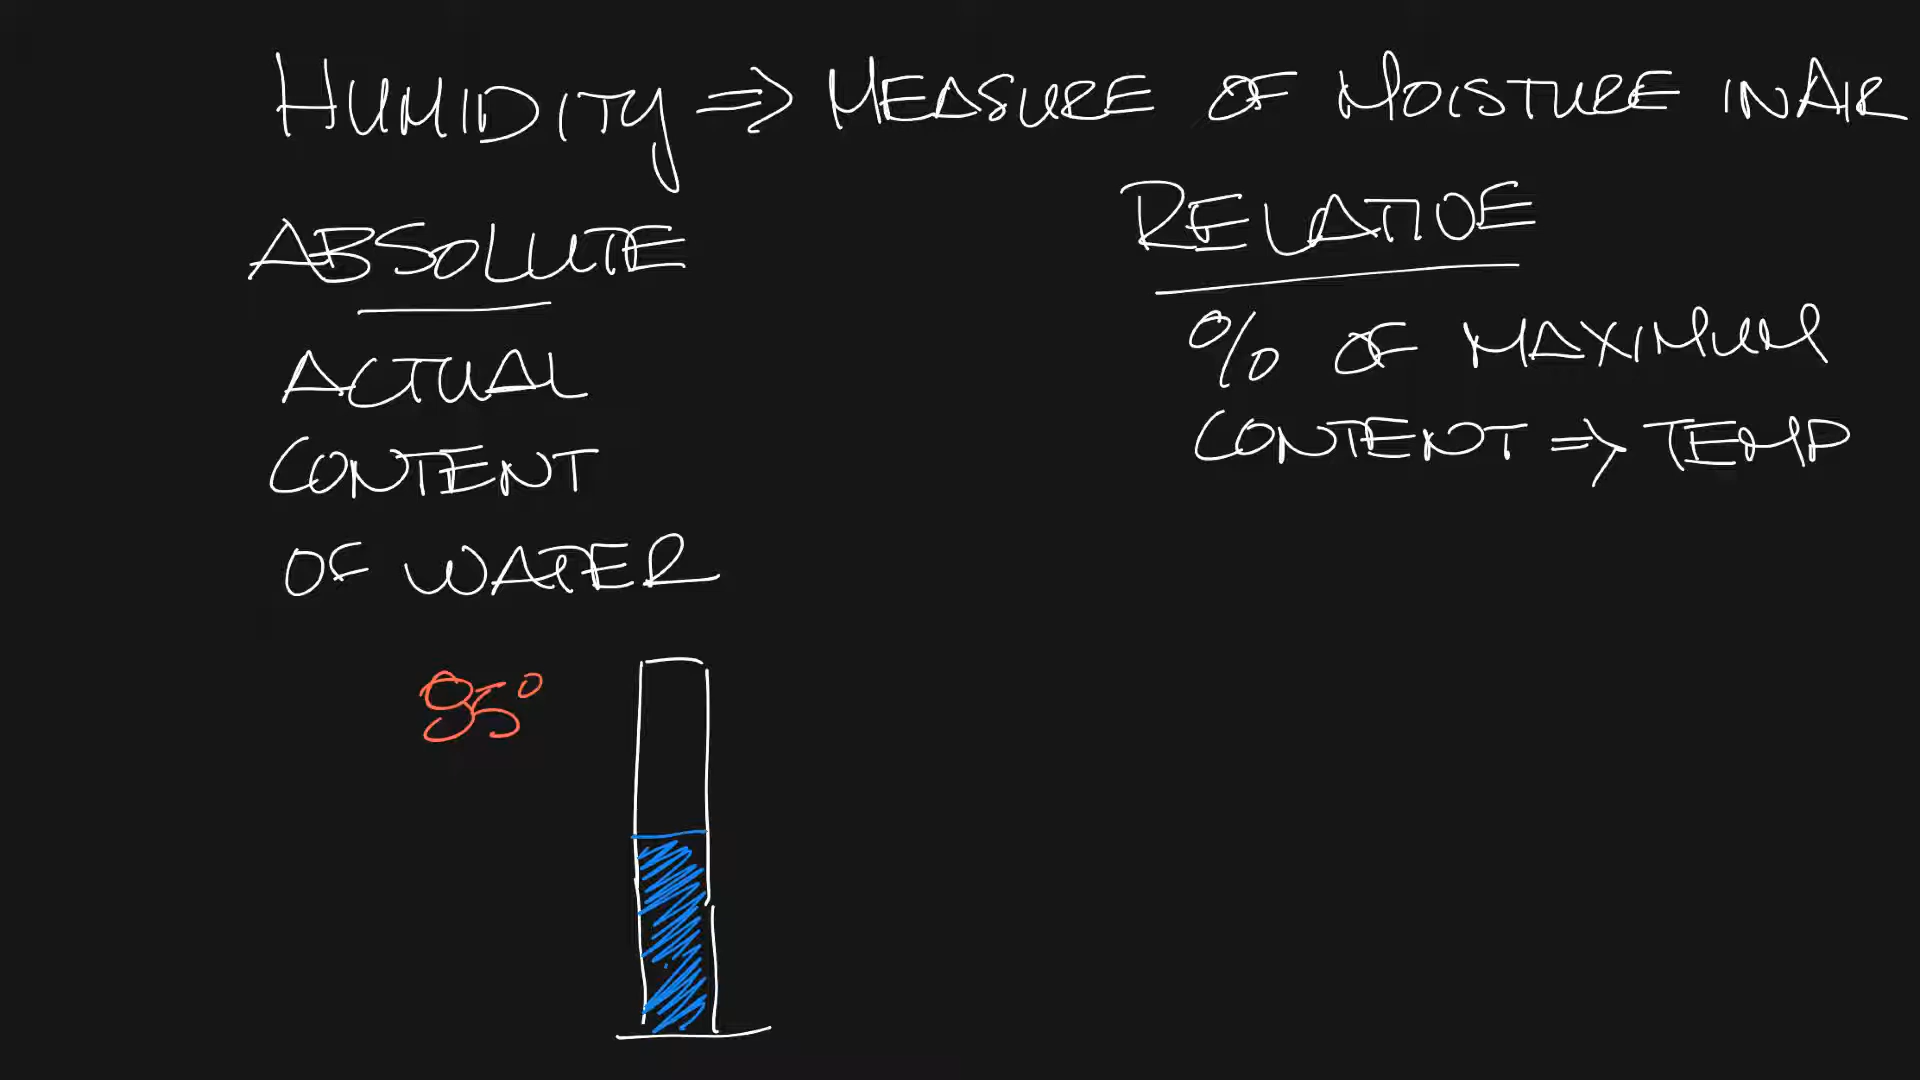 HUMIDITY => MEASURE OF MOISTURE IN AIR
ABSOLUTE
ACTUAL
CONTENT
OF WATER
RELATIVE
% OF MAXIMUM
CONTENT => TEMP
85°